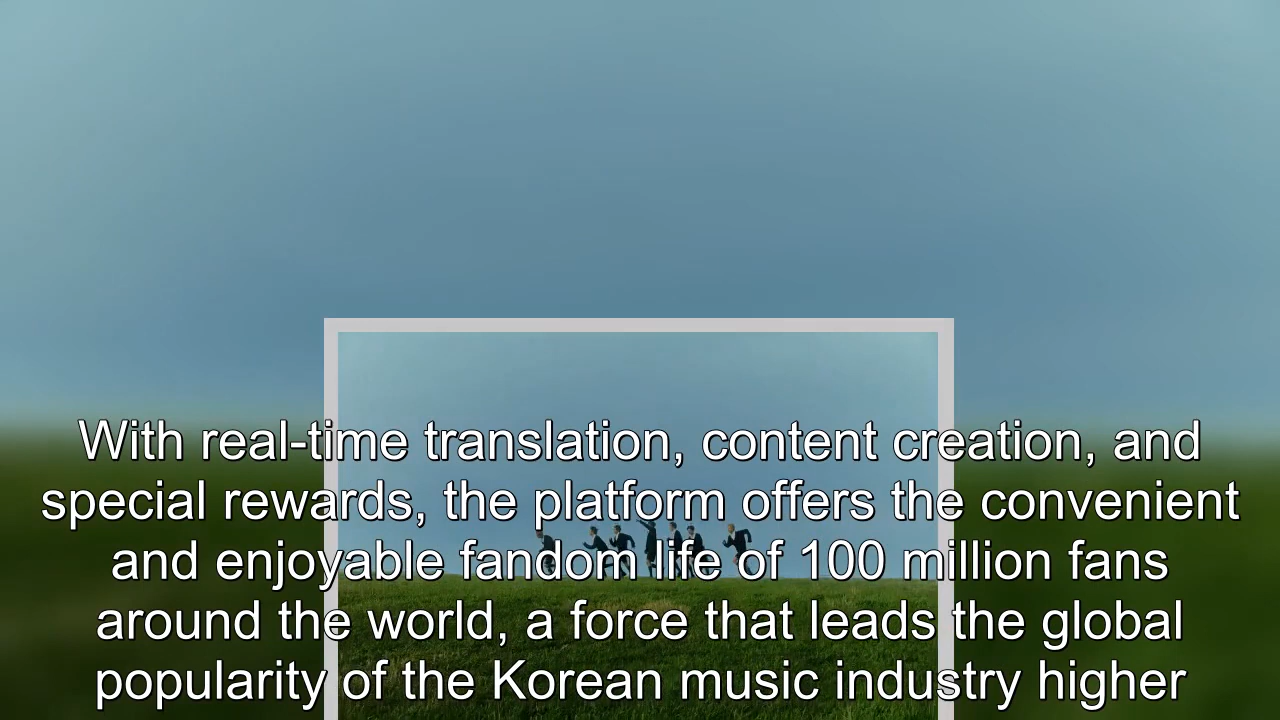 With real-time translation, content creation, and
special rewards, the platform offers the convenient
and enjoyable fandom life of 100 million fans
around the world, a force that leads the global
popularity of the Korean music industry higher